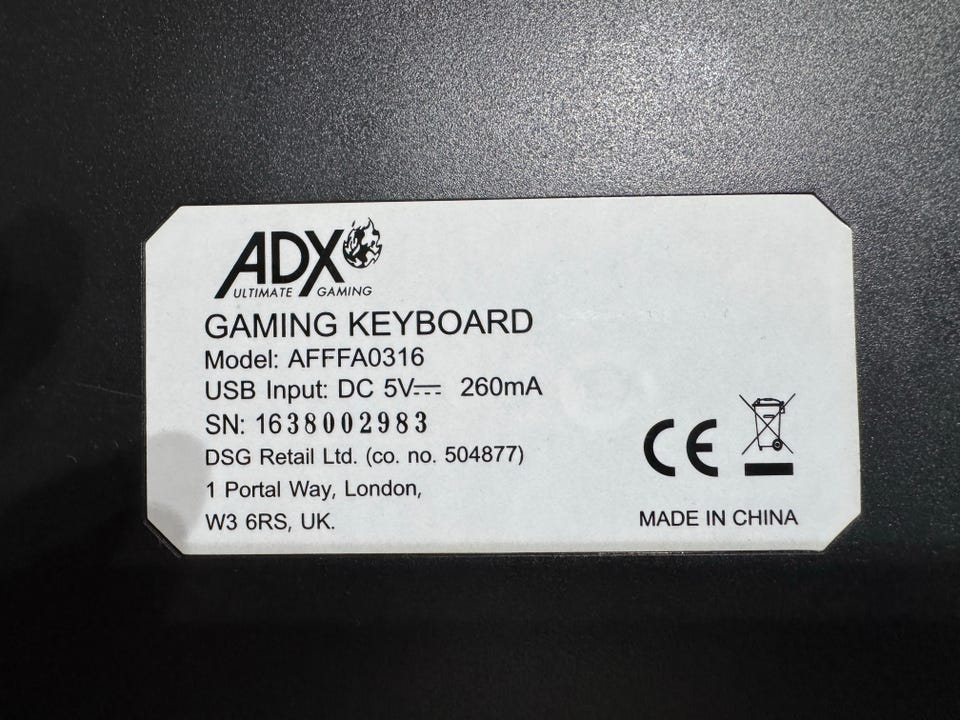 ADX
ULTIMATE GAMING
GAMING KEYBOARD
Model: AFFFA0316
USB Input: DC 5V⎓ 260mA
SN: 1638002983
DSG Retail Ltd. (co. no. 504877)
1 Portal Way, London,
W3 6RS, UK.
CE
MADE IN CHINA